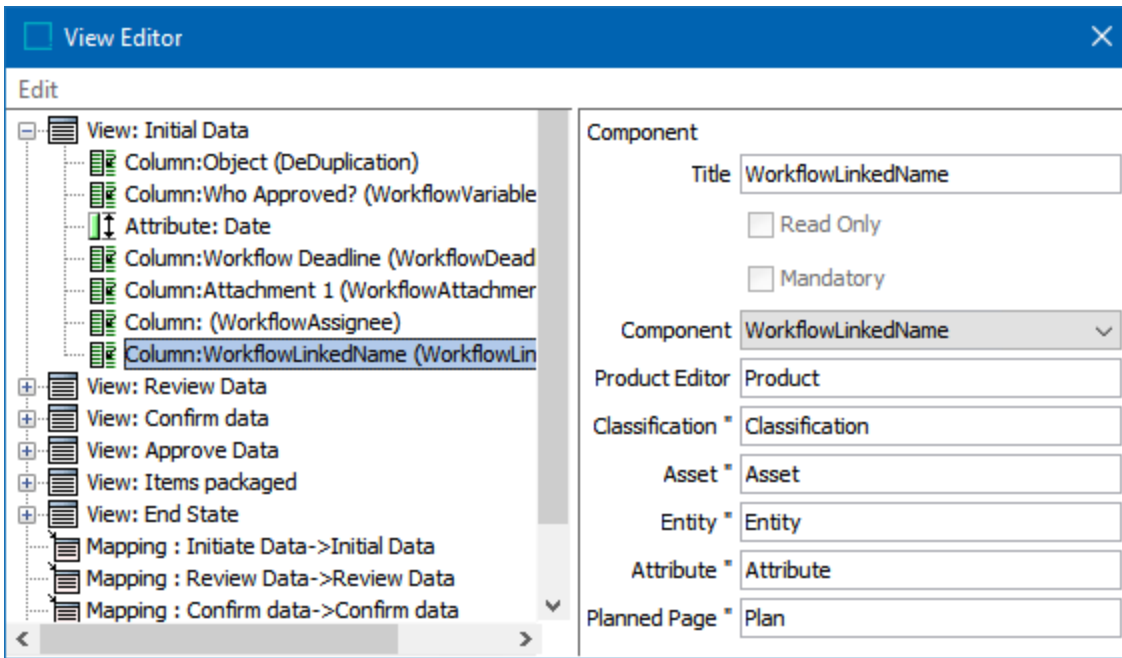 View Editor
Edit
View: Initial Data
Column:Object (DeDuplication)
Column:Who Approved? (WorkflowVariable
Attribute: Date
Column:Workflow Deadline (WorkflowDead
Column:Attachment 1 (WorkflowAttachmer
Column: (WorkflowAssignee)
Column:WorkflowLinkedName (WorkflowLin
View: Review Data
View: Confirm data
View: Approve Data
View: Items packaged
View: End State
Mapping : Initiate Data->Initial Data
Mapping : Review Data->Review Data
Mapping : Confirm data->Confirm data
Component
Title WorkflowLinkedName
Read Only
Mandatory
Component WorkflowLinkedName
Product Editor Product
Classification " Classification
Asset " Asset
Entity " Entity
Attribute " Attribute
Planned Page " Plan